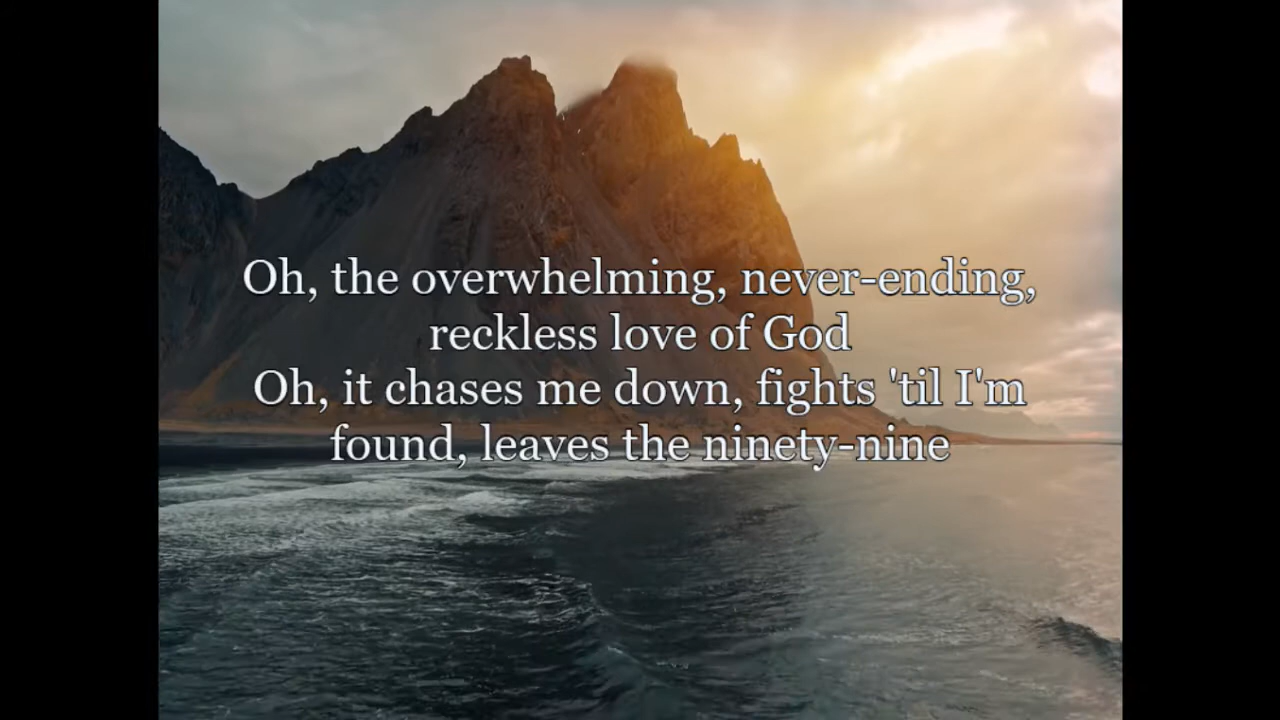 Oh, the overwhelming, never-ending,
reckless love of God
Oh, it chases me down, fights 'til I'm
found, leaves the ninety-nine